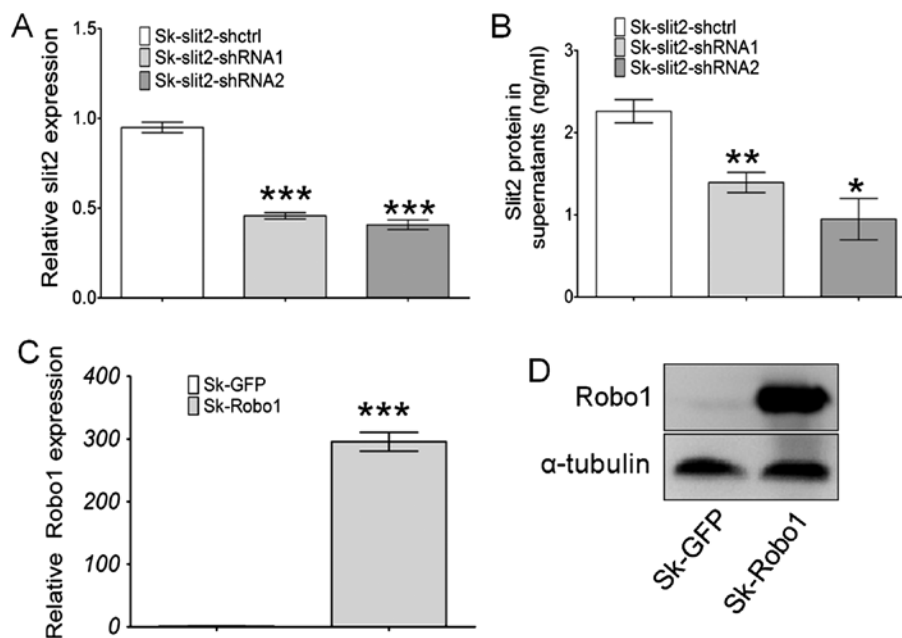 A
Sk-slit2-shctrl
Sk-slit2-shRNA1
Sk-slit2-shRNA2
Relative slit2 expression
1.5
1.0
0.5
0.0
***
***
B
Sk-slit2-shctrl
Sk-slit2-shRNA1
Sk-slit2-shRNA2
Slit2 protein in
supernatants (ng/ml)
3
2
1
0
**
*
C
Sk-GFP
Sk-Robo1
Relative Robo1 expression
400
300
200
100
0
***
D
Robo1
α-tubulin
Sk-GFP
Sk-Robo1